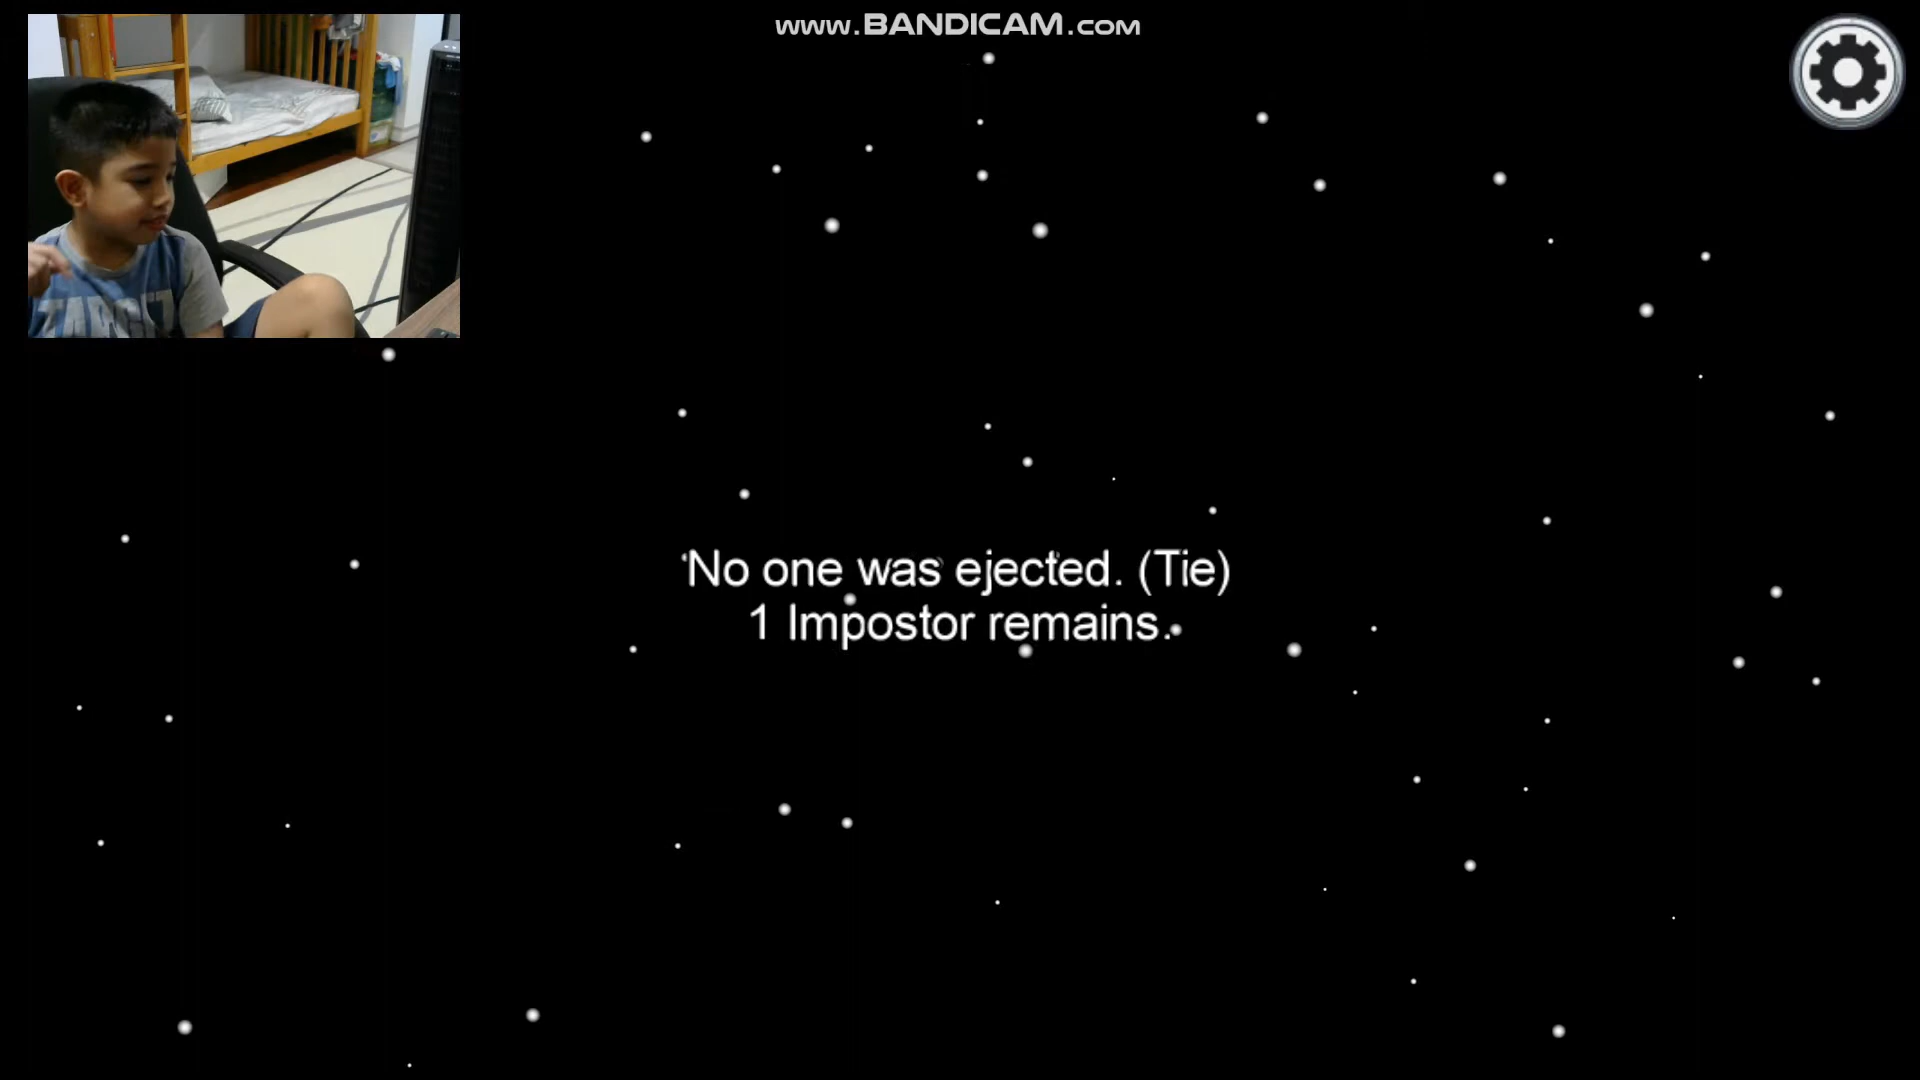 www.BANDICAM.com
No one was ejected. (Tie)
1 Impostor remains.